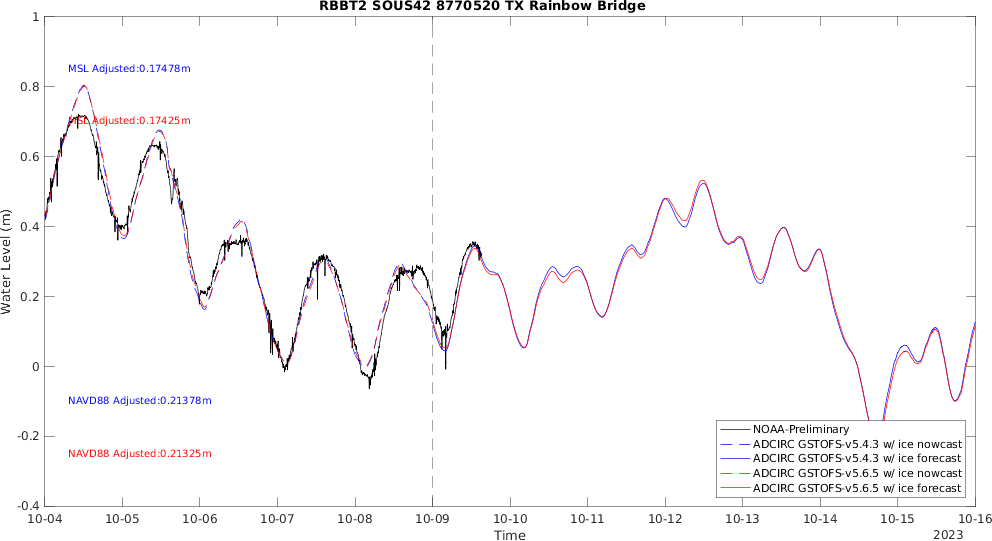 RBBT2 SOUS42 8770520 TX Rainbow Bridge
1
0.8
0.6
0.4
0.2
0
-0.2
-0.4
Water Level (m)
MSL Adjusted:0.17478m
MSL Adjusted:0.17425m
NAVD88 Adjusted:0.21378m
NAVD88 Adjusted:0.21325m
NOAA-Preliminary
ADCIRC GSTOFS-v5.4.3 w/ ice nowcast
ADCIRC GSTOFS-v5.4.3 w/ ice forecast
ADCIRC GSTOFS-v5.6.5 w/ ice nowcast
ADCIRC GSTOFS-v5.6.5 w/ ice forecast
10-04 10-05 10-06 10-07 10-08 10-09 10-10 10-11 10-12 10-13 10-14 10-15 10-16
Time
2023